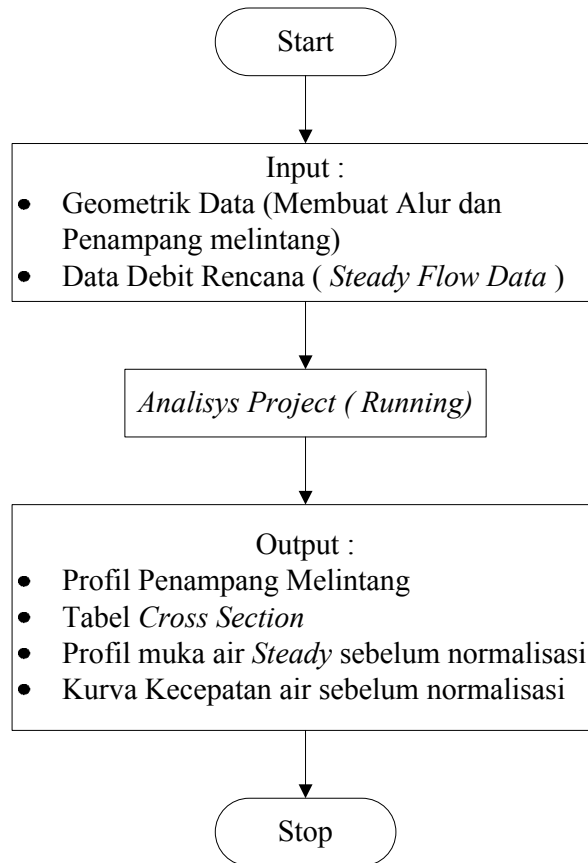 Start
Input :
• Geometrik Data (Membuat Alur dan
Penampang melintang)
• Data Debit Rencana ( Steady Flow Data )
Analisys Project ( Running)
Output :
• Profil Penampang Melintang
• Tabel Cross Section
• Profil muka air Steady sebelum normalisasi
• Kurva Kecepatan air sebelum normalisasi
Stop